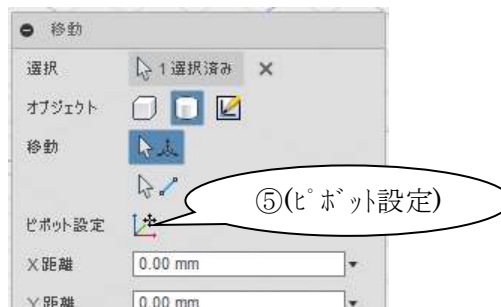 移動
選択 1 選択済み ×
オブジェクト
移動
⑤(ﾋﾟﾎﾞｯﾄ設定)
ピボット設定
X 距離 0.00 mm
Y 距離 0.00 mm